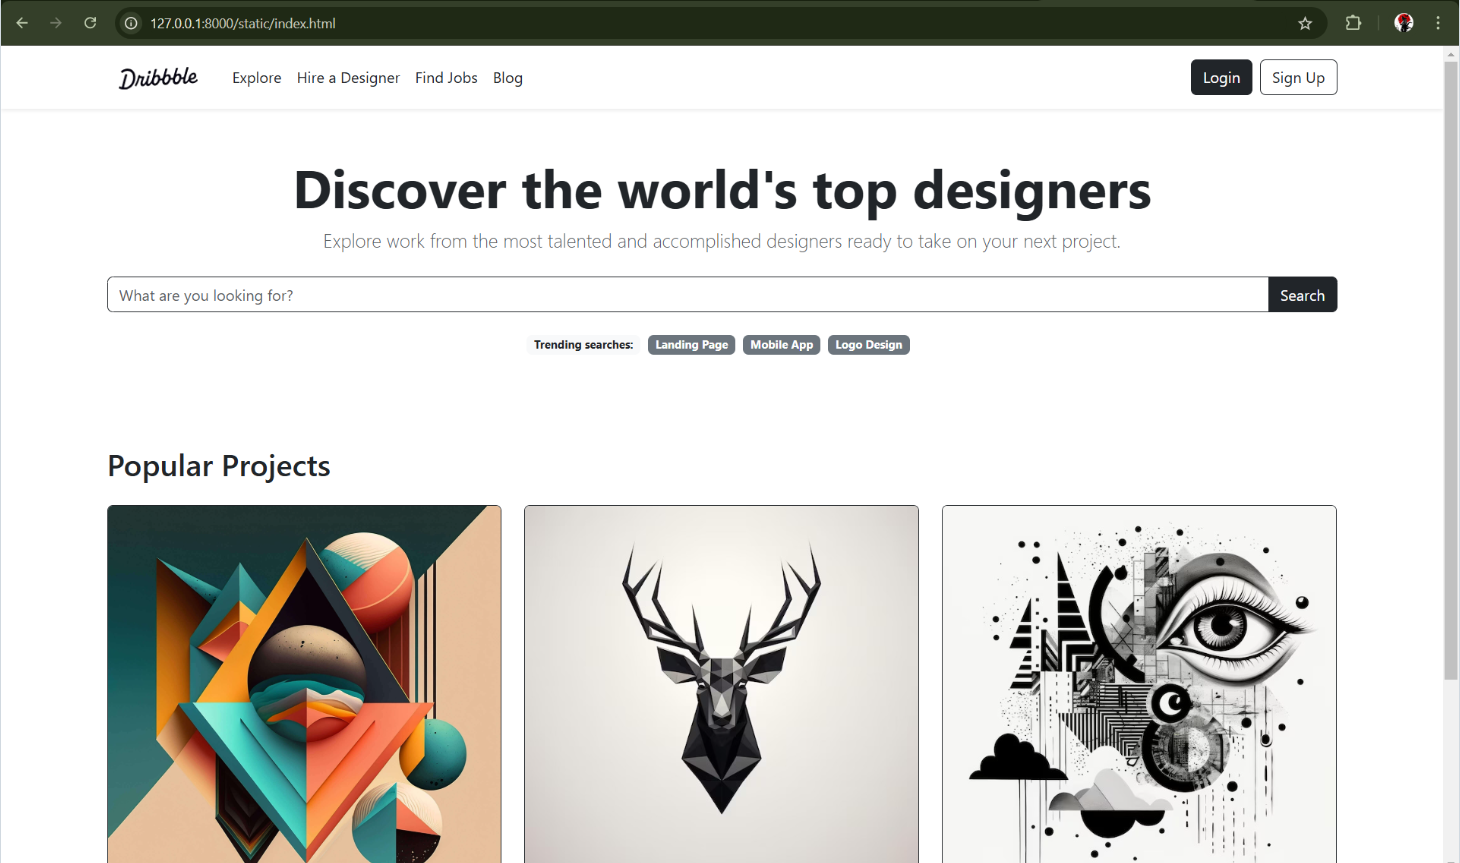 127.0.0.1:8000/static/index.html
Dribbble Explore Hire a Designer Find Jobs Blog Login Sign Up
Discover the world's top designers
Explore work from the most talented and accomplished designers ready to take on your next project.
What are you looking for? Search
Trending searches: Landing Page Mobile App Logo Design
Popular Projects